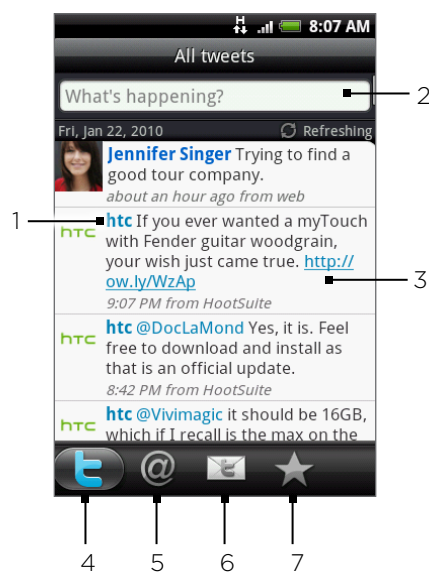 H 8:07 AM
All tweets
What's happening?
2
Fri, Jan 22, 2010 Refreshing
Jennifer Singer Trying to find a
good tour company.
about an hour ago from web
1
hTC
htc If you ever wanted a myTouch
with Fender guitar woodgrain,
your wish just came true. http://
ow.ly/WzAp
3
9:07 PM from HootSuite
hTC
htc @DocLaMond Yes, it is. Feel
free to download and install as
that is an official update.
8:42 PM from HootSuite
hTC
htc @Vivimagic it should be 16GB,
which if I recall is the max on the
t @ t
4 5 6 7